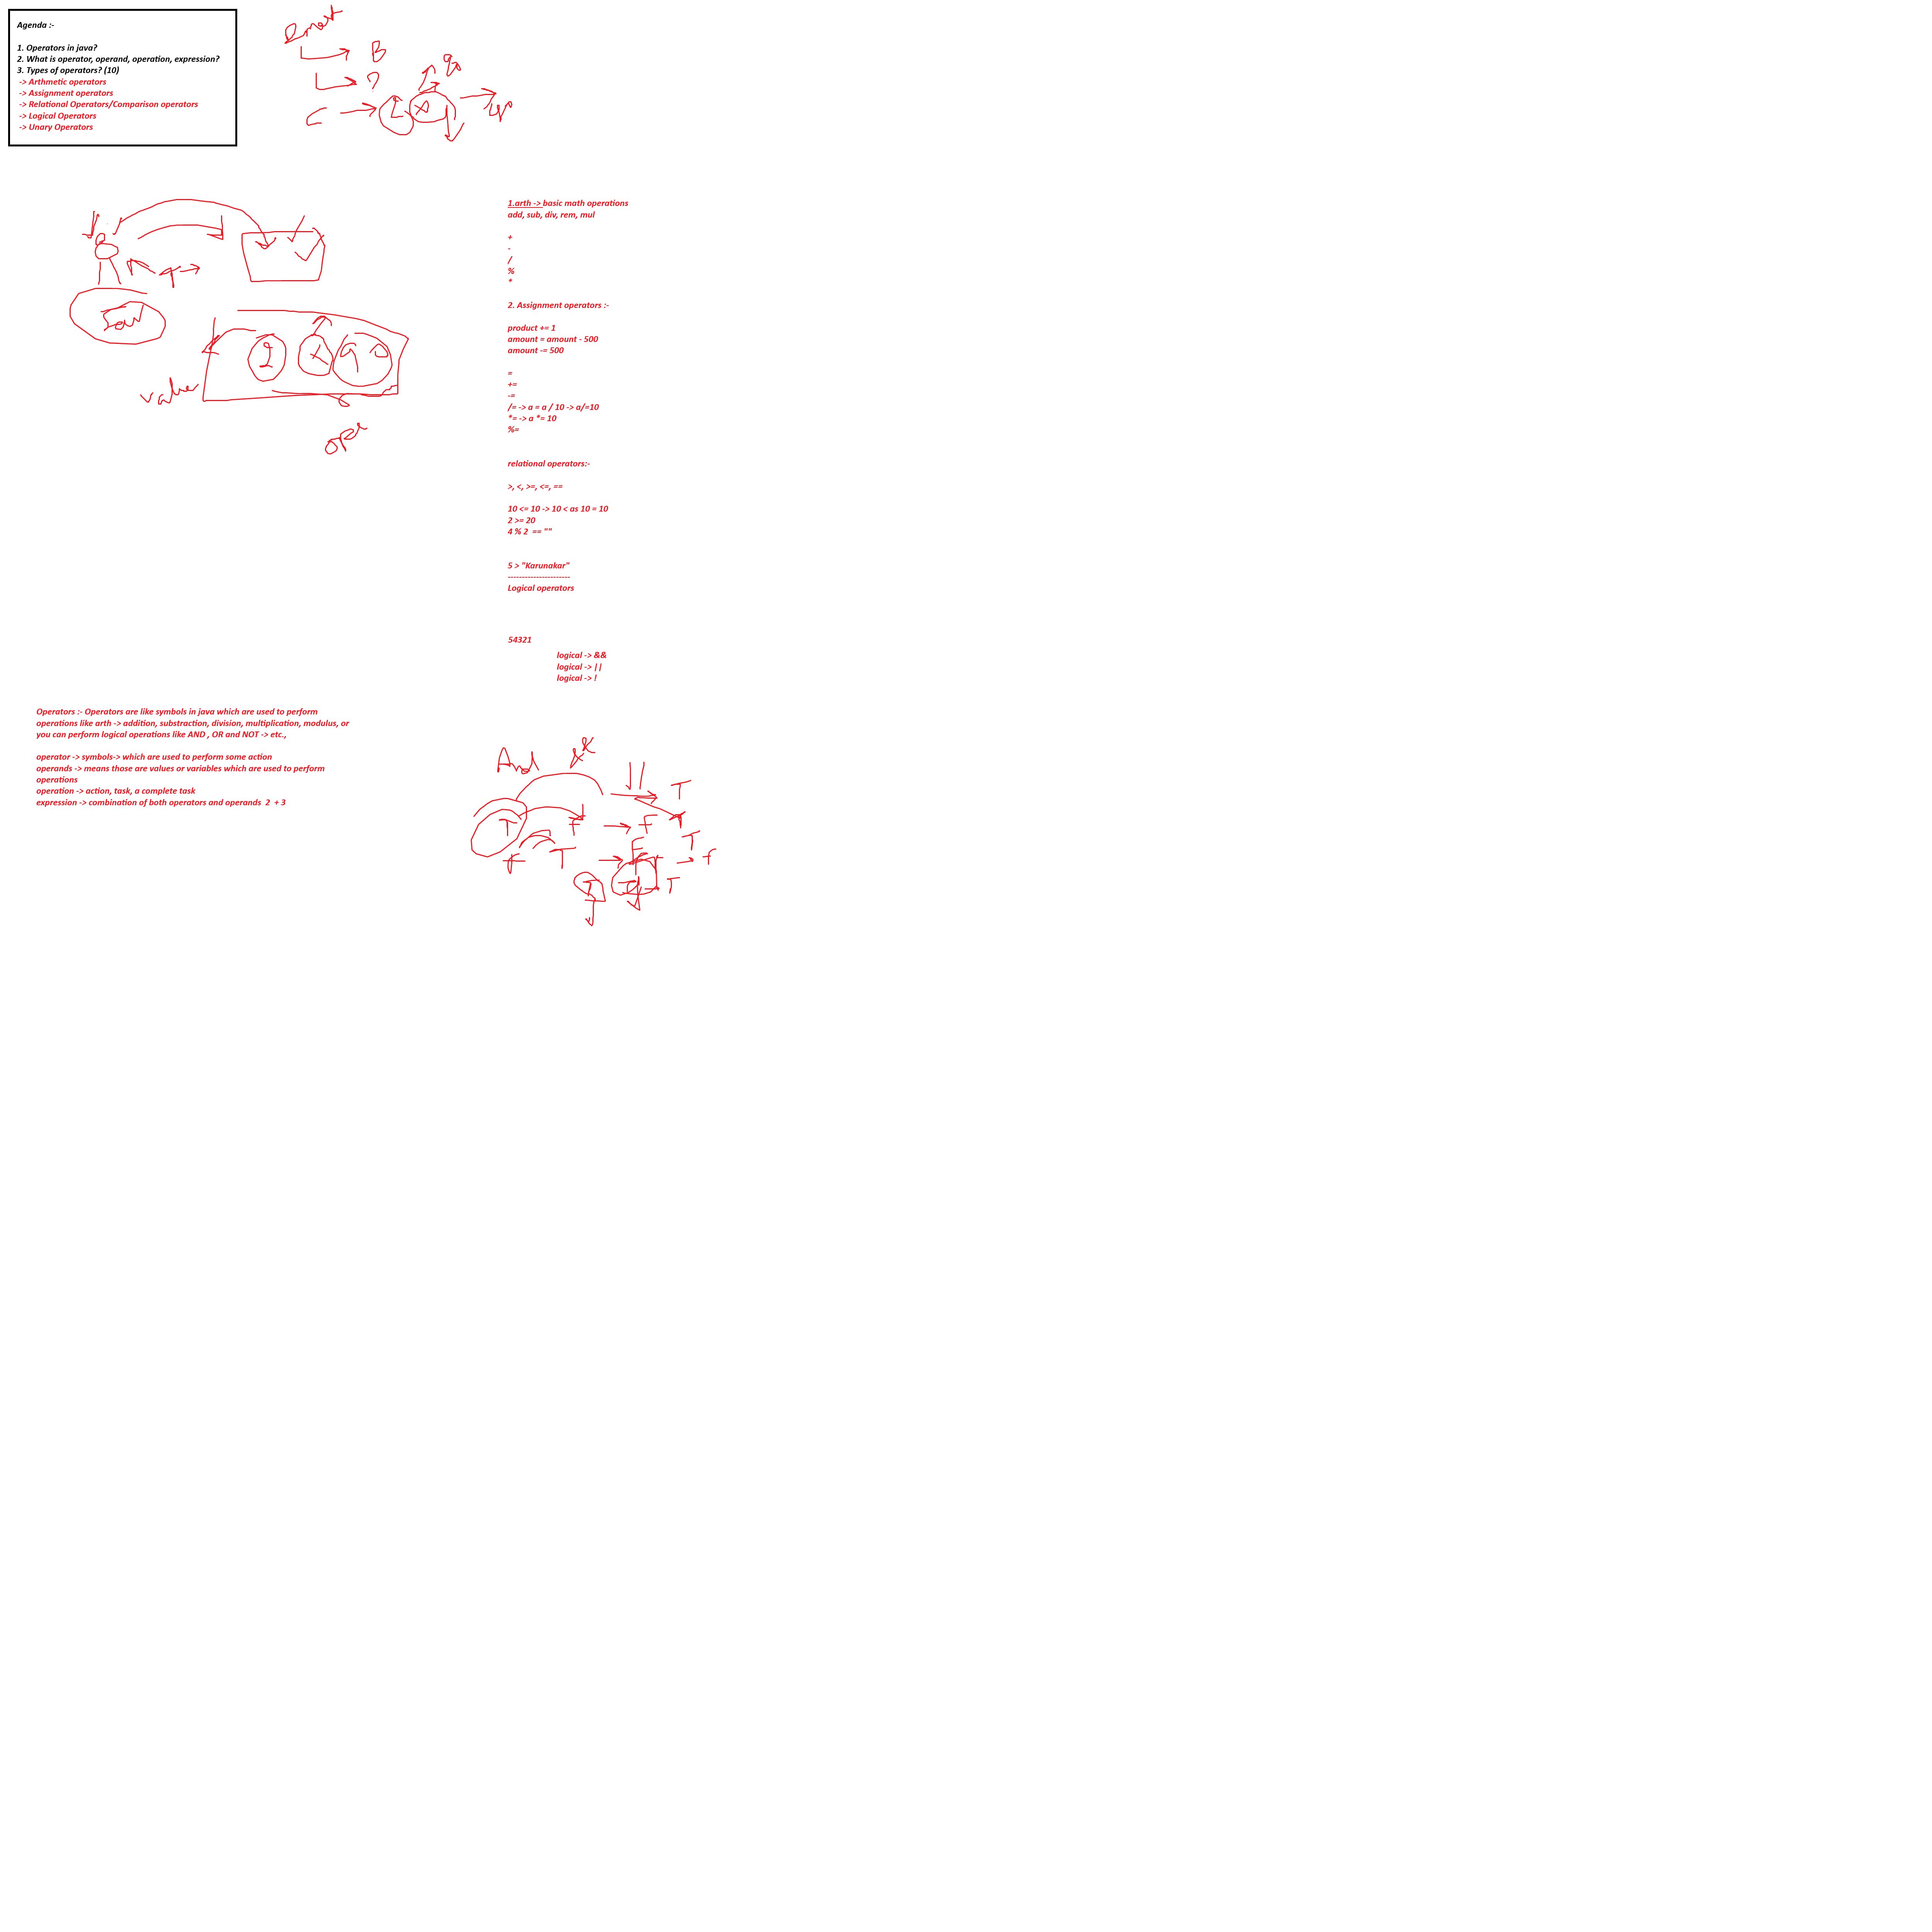 Agenda :-
1. Operators in java?
2. What is operator, operand, operation, expression?
3. Types of operators? (10)
-> Arthmetic operators
-> Assignment operators
-> Relational Operators/Comparison operators
-> Logical Operators
-> Unary Operators
B
?
C
2
1.arth -> basic math operations
add, sub, div, rem, mul
+
-
/
%
*
2. Assignment operators :-
product += 1
amount = amount - 500
amount -= 500
=
+=
-=
/= -> a = a / 10 -> a/=10
*= -> a *= 10
%=
relational operators:-
>, <, >=, <=, ==
10 <= 10 -> 10 < as 10 = 10
2 >= 20
4 % 2  == ""
5 > "Karunakar"
----------------------
Logical operators
54321
logical -> &&
logical -> ||
logical -> !
2
value
Operators :- Operators are like symbols in java which are used to perform
operations like arth -> addition, substraction, division, multiplication, modulus, or
you can perform logical operations like AND , OR and NOT -> etc.,
operator -> symbols-> which are used to perform some action
operands -> means those are values or variables which are used to perform
operations
operation -> action, task, a complete task
expression -> combination of both operators and operands  2  + 3
And &
T
T F F T
F T F T
F
T T